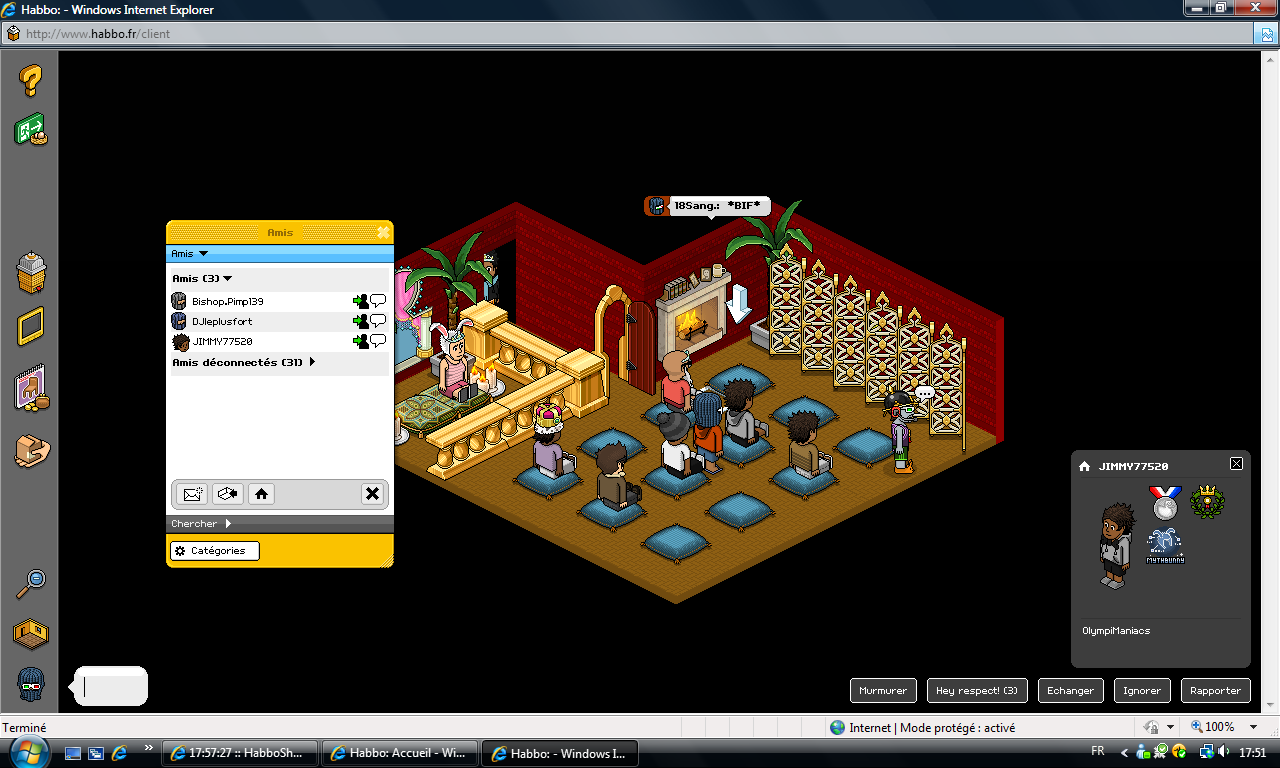 Habbo: - Windows Internet Explorer
http://www.habbo.fr/client
18Sang.: *BIF*
Amis
Amis
Amis (3)
Bishop.Pimp139
DJleplusfort
JIMMY77520
Amis déconnectés (31)
Chercher
Catégories
JIMMY77520
MYTHBUNNY
OlympiManiacs
Murmurer
Hey respect! (3)
Echanger
Ignorer
Rapporter
Terminé
Internet | Mode protégé : activé
100%
17:57:27 :: HabboSh...
Habbo: Accueil - Wi...
Habbo: - Windows I...
FR
17:51